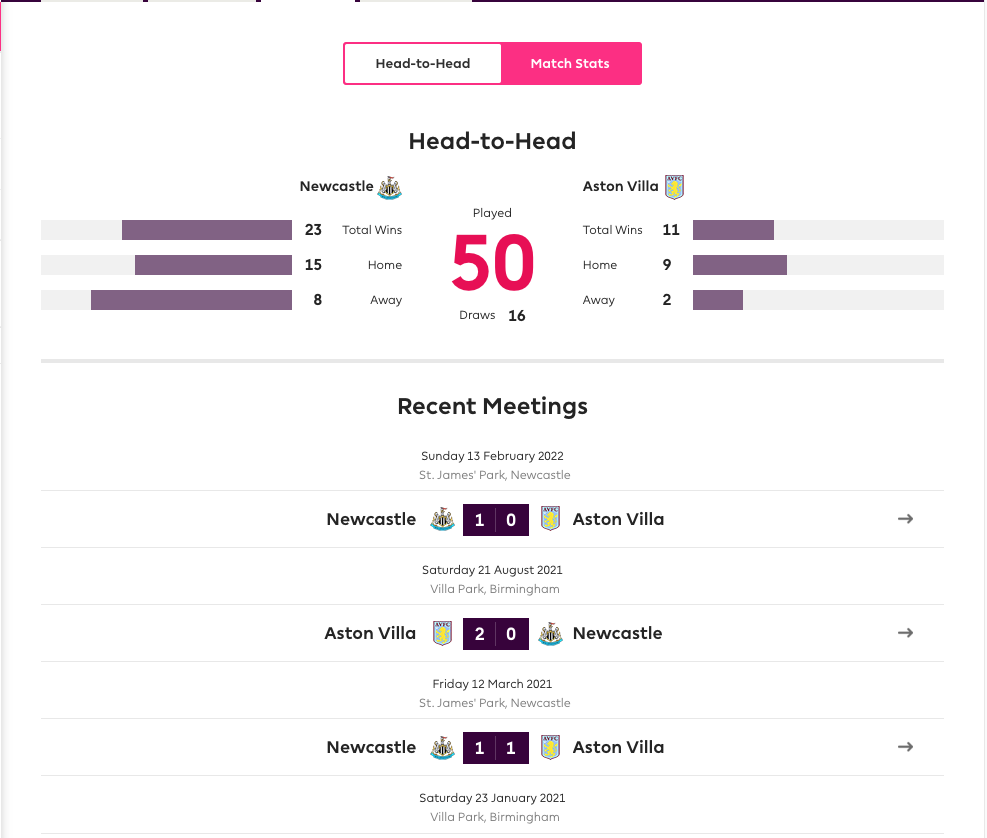 Head-to-Head Match Stats
Head-to-Head
Newcastle Aston Villa
Played
23 Total Wins Total Wins 11
50
15 Home Home 9
8 Away Away 2
Draws 16
Recent Meetings
Sunday 13 February 2022
St. James' Park, Newcastle
Newcastle 1 0 AVFC Aston Villa →
Saturday 21 August 2021
Villa Park, Birmingham
Aston Villa AVFC 2 0 Newcastle →
Friday 12 March 2021
St. James' Park, Newcastle
Newcastle 1 1 AVFC Aston Villa →
Saturday 23 January 2021
Villa Park, Birmingham